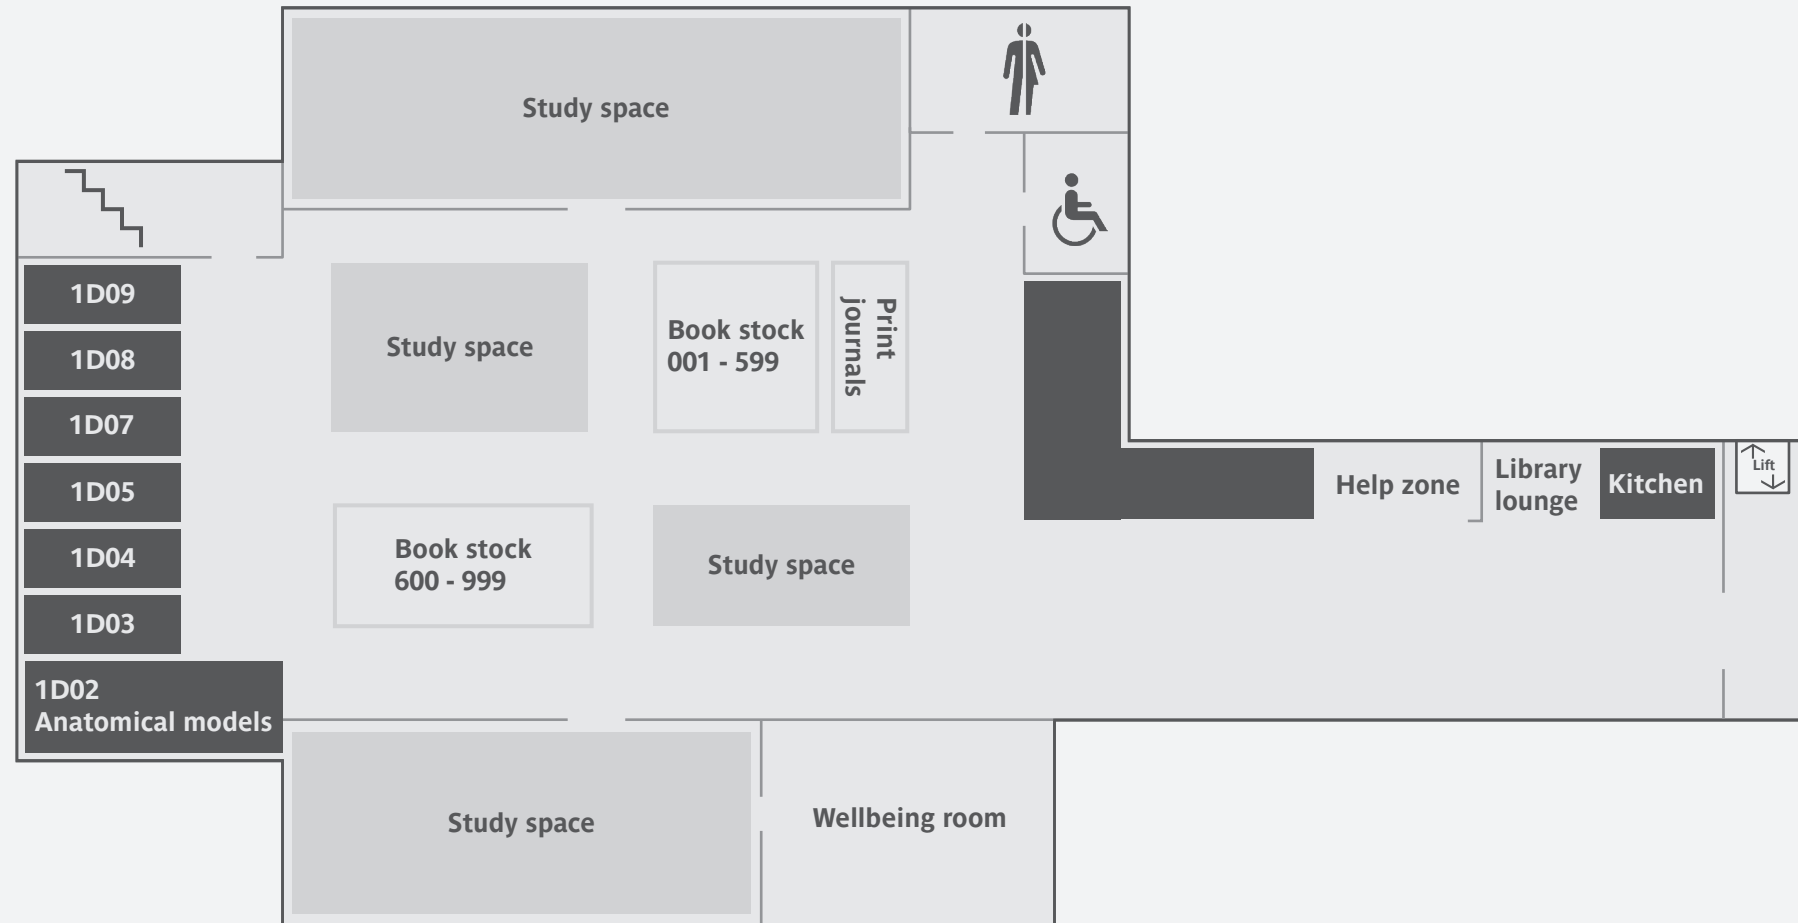 Study space
1D09
1D08
1D07
1D05
1D04
1D03
1D02
Anatomical models
Study space
Book stock
001 - 599
Print
journals
Book stock
600 - 999
Study space
Help zone
Library
lounge
Kitchen
Lift
Study space
Wellbeing room